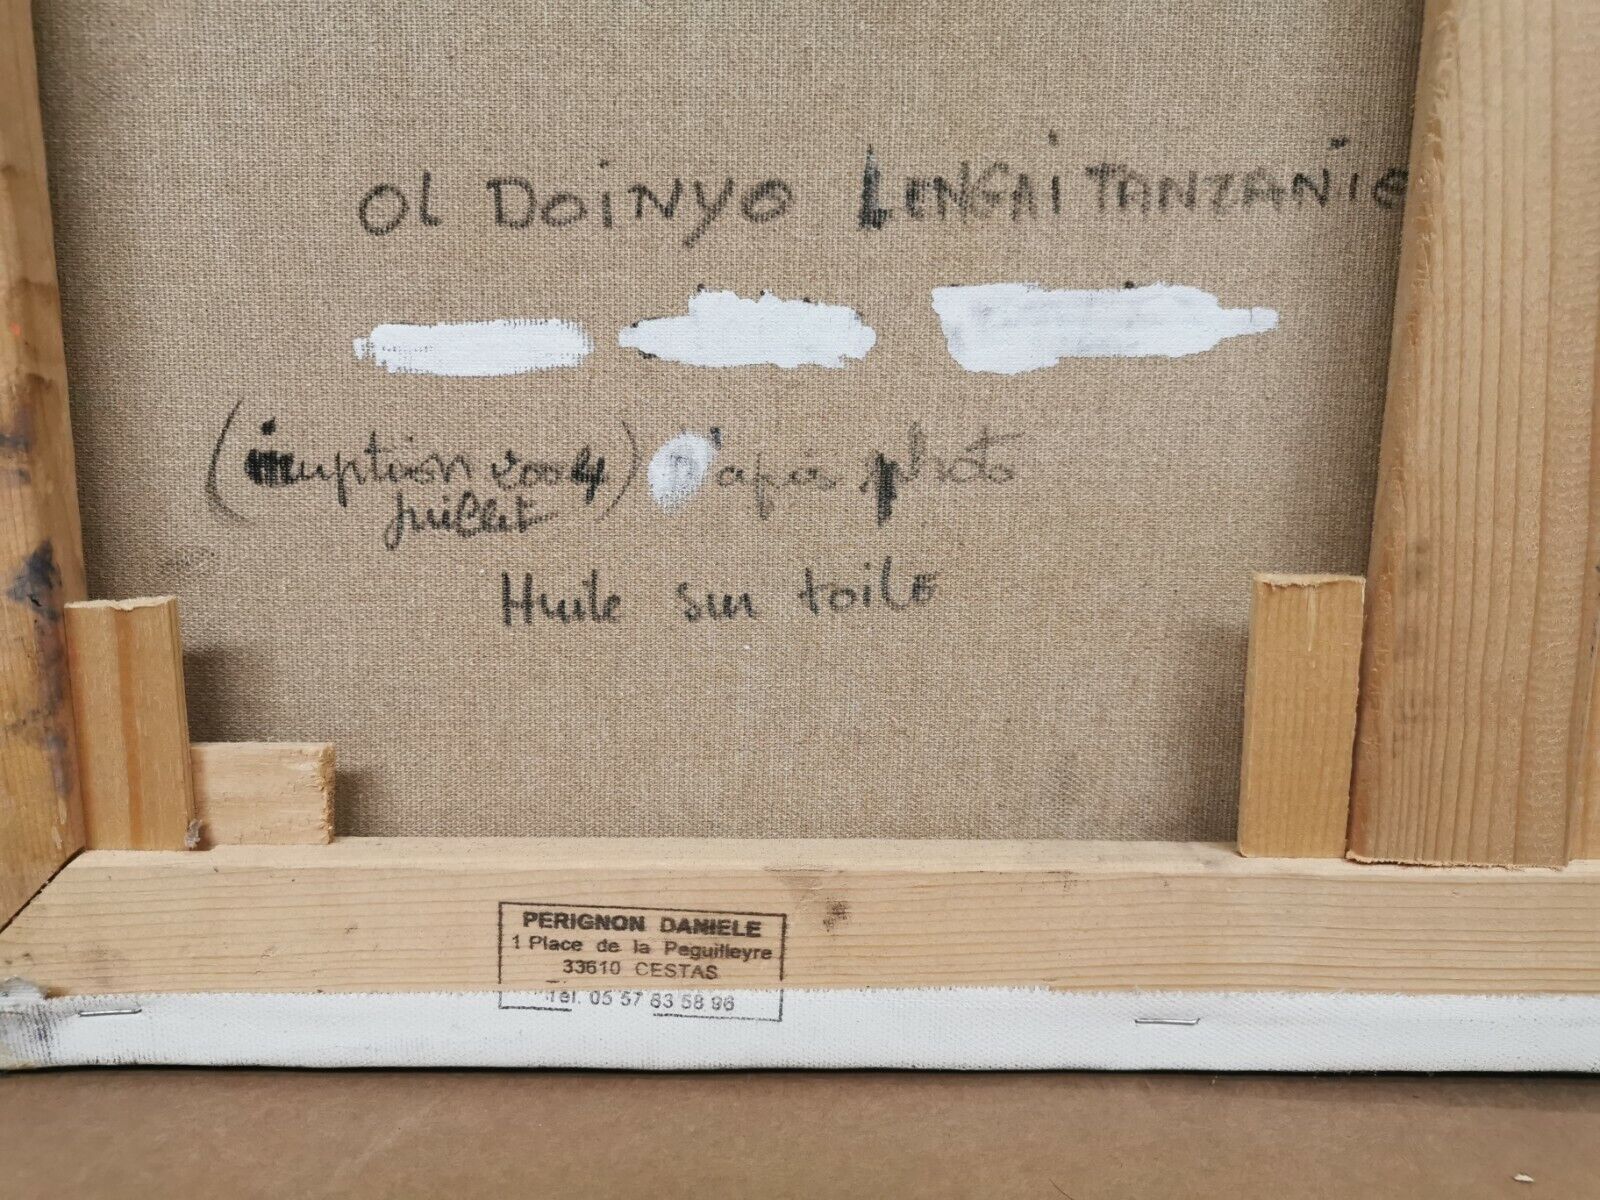 Ol DOiNYO LENGAI TANZANiE
(éruption 2004) D'après photo
juillet
Huile sur toile
PERIGNON DANIELE
1 Place de la Peguilleyre
33610 CESTAS
Tél. 05 57 83 58 96